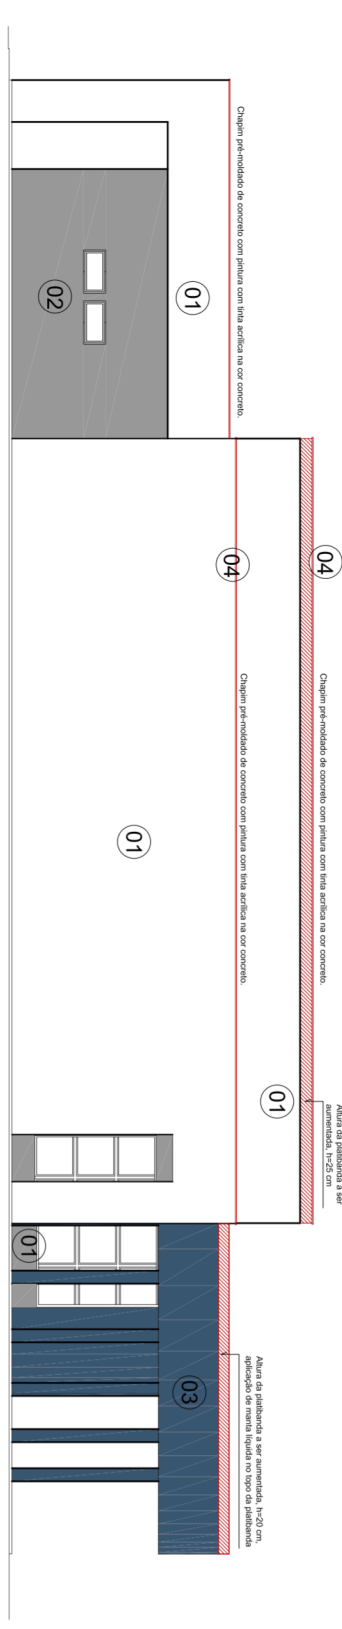 Chapim pré-moldado de concreto com pintura com tinta acrílica na cor concreto.
01
02
04
04
Chapim pré-moldado de concreto com pintura com tinta acrílica na cor concreto.
Chapim pré-moldado de concreto com pintura com tinta acrílica na cor concreto.
01
01
Altura da platibanda a ser
aumentada, h=25 cm
Altura da platibanda a ser aumentada, h=20 cm,
aplicação de manta líquida no topo da platibanda
01
03